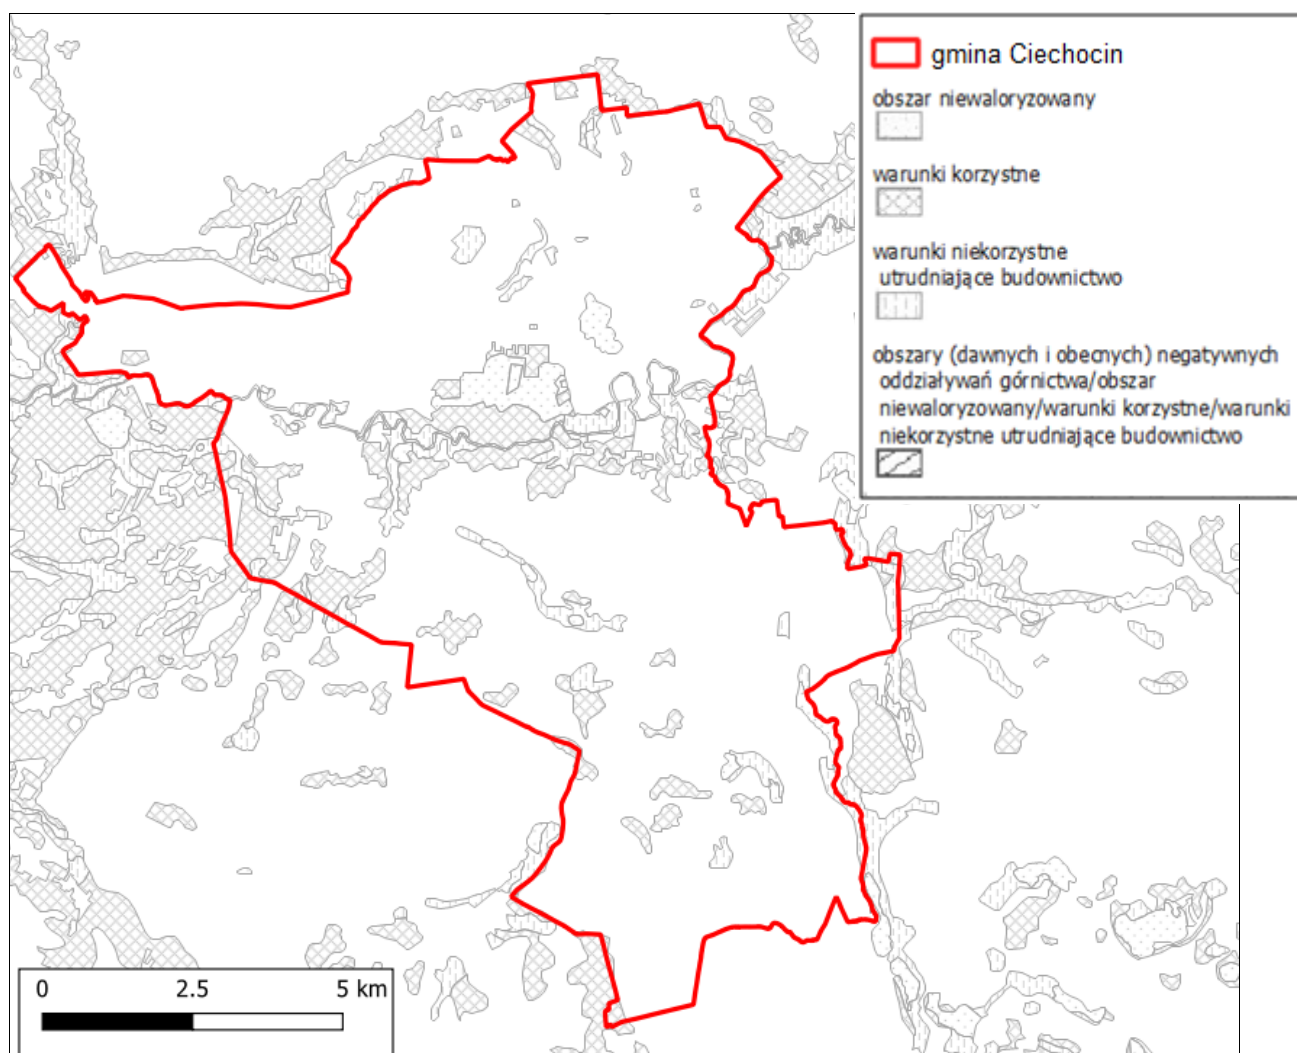 gmina Ciechocin
obszar niewaloryzowany
warunki korzystne
warunki niekorzystne
utrudniające budownictwo
obszary (dawnych i obecnych) negatywnych
oddziaływań górnictwa/obszar
niewaloryzowany/warunki korzystne/warunki
niekorzystne utrudniające budownictwo
0 2.5 5 km